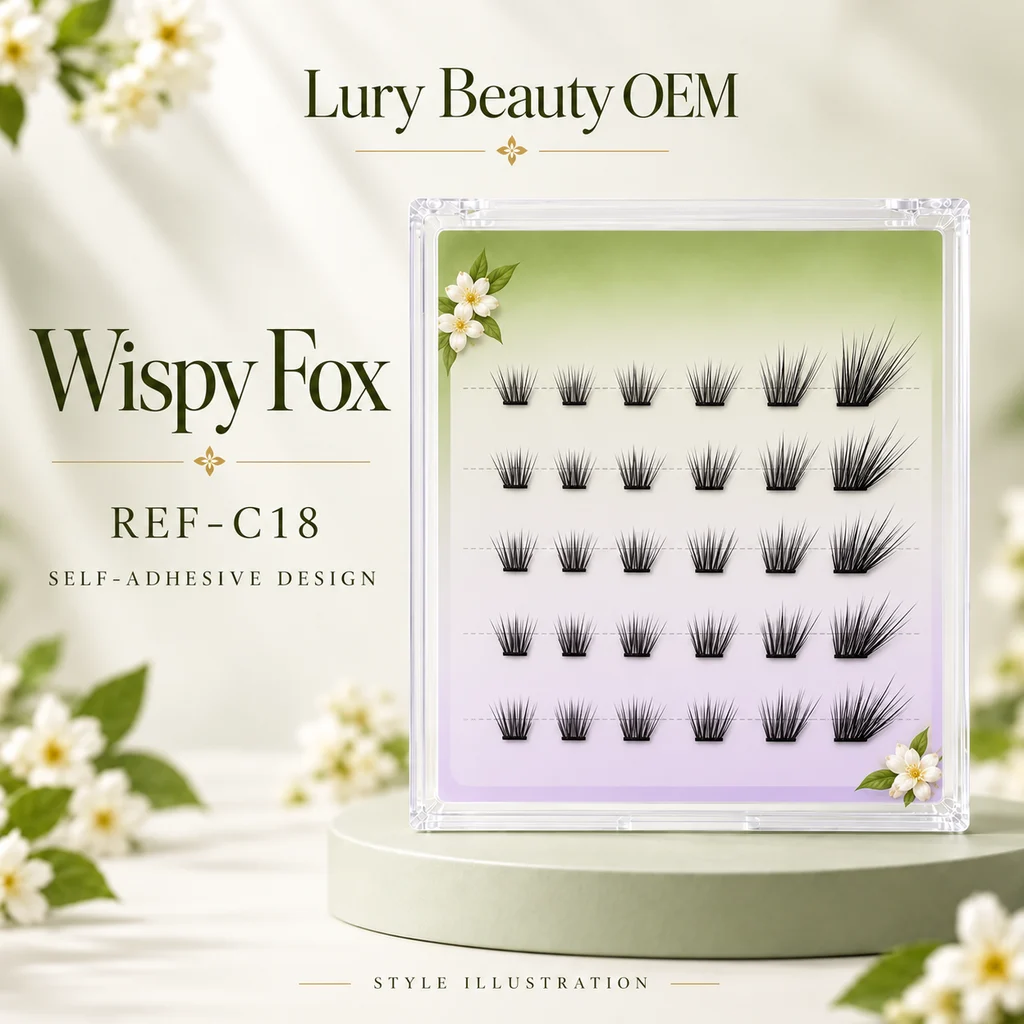 Lury Beauty OEM
Wispy Fox
REF-C18
SELF-ADHESIVE DESIGN
STYLE ILLUSTRATION